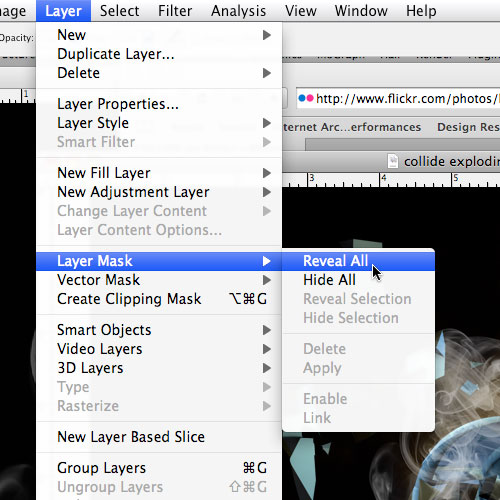 mage Layer Select Filter Analysis View Window Help
Opacity:
New
Duplicate Layer...
Delete
Layer Properties...
http://www.flickr.com/photos/
Layer Style
ternet Arc...erformances Design Res
Smart Filter
collide explodin
New Fill Layer
3 4 5
New Adjustment Layer
Change Layer Content
Layer Content Options...
Layer Mask
Reveal All
Vector Mask
Hide All
Create Clipping Mask ⌥⌘G
Reveal Selection
Hide Selection
Smart Objects
Video Layers
Delete
3D Layers
Apply
Type
Enable
Rasterize
Link
New Layer Based Slice
Group Layers ⌘G
Ungroup Layers ⇧⌘G